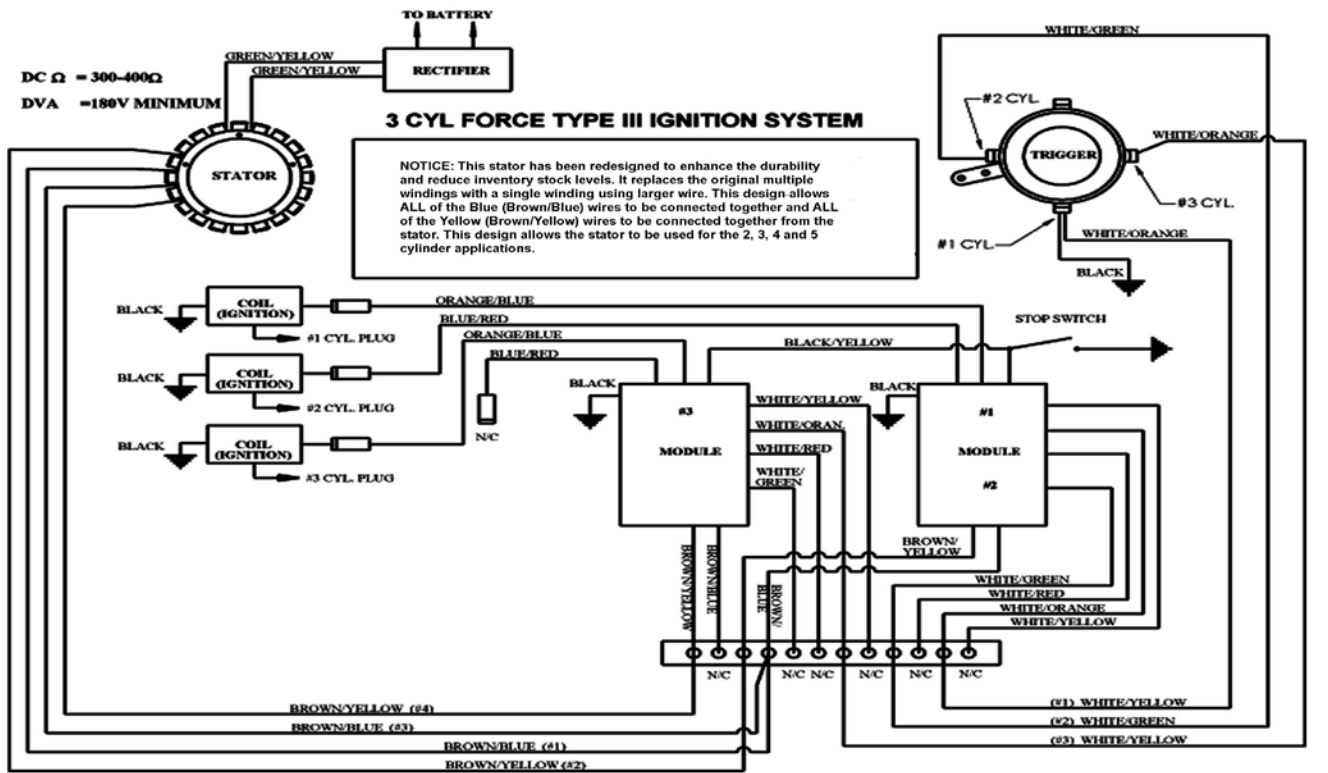 TO BATTERY
GREEN/YELLOW
GREEN/YELLOW
RECTIFIER
DC Ω = 300-400Ω
DVA =180V MINIMUM
STATOR
3 CYL FORCE TYPE III IGNITION SYSTEM
NOTICE: This stator has been redesigned to enhance the durability
and reduce inventory stock levels. It replaces the original multiple
windings with a single winding using larger wire. This design allows
ALL of the Blue (Brown/Blue) wires to be connected together and ALL
of the Yellow (Brown/Yellow) wires to be connected together from the
stator. This design allows the stator to be used for the 2, 3, 4 and 5
cylinder applications.
WHITE/GREEN
#2 CYL.
TRIGGER
WHITE/ORANGE
#3 CYL.
#1 CYL.
WHITE/ORANGE
BLACK
BLACK
COIL
(IGNITION)
#1 CYL. PLUG
ORANGE/BLUE
BLUE/RED
BLACK
COIL
(IGNITION)
#2 CYL. PLUG
ORANGE/BLUE
BLUE/RED
BLACK
COIL
(IGNITION)
#3 CYL. PLUG
N/C
STOP SWITCH
BLACK/YELLOW
BLACK
#3
MODULE
WHITE/YELLOW
WHITE/ORAN.
WHITE/RED
WHITE/
GREEN
BLACK
#1
MODULE
#2
BROWN/YELLOW
BROWN/BLUE
BROWN/
BLUE
BROWN/
YELLOW
WHITE/GREEN
WHITE/RED
WHITE/ORANGE
WHITE/YELLOW
N/C
N/C
N/C
N/C
N/C
N/C
BROWN/YELLOW (#4)
BROWN/BLUE (#3)
BROWN/BLUE (#1)
BROWN/YELLOW (#2)
(#1) WHITE/YELLOW
(#2) WHITE/GREEN
(#3) WHITE/YELLOW